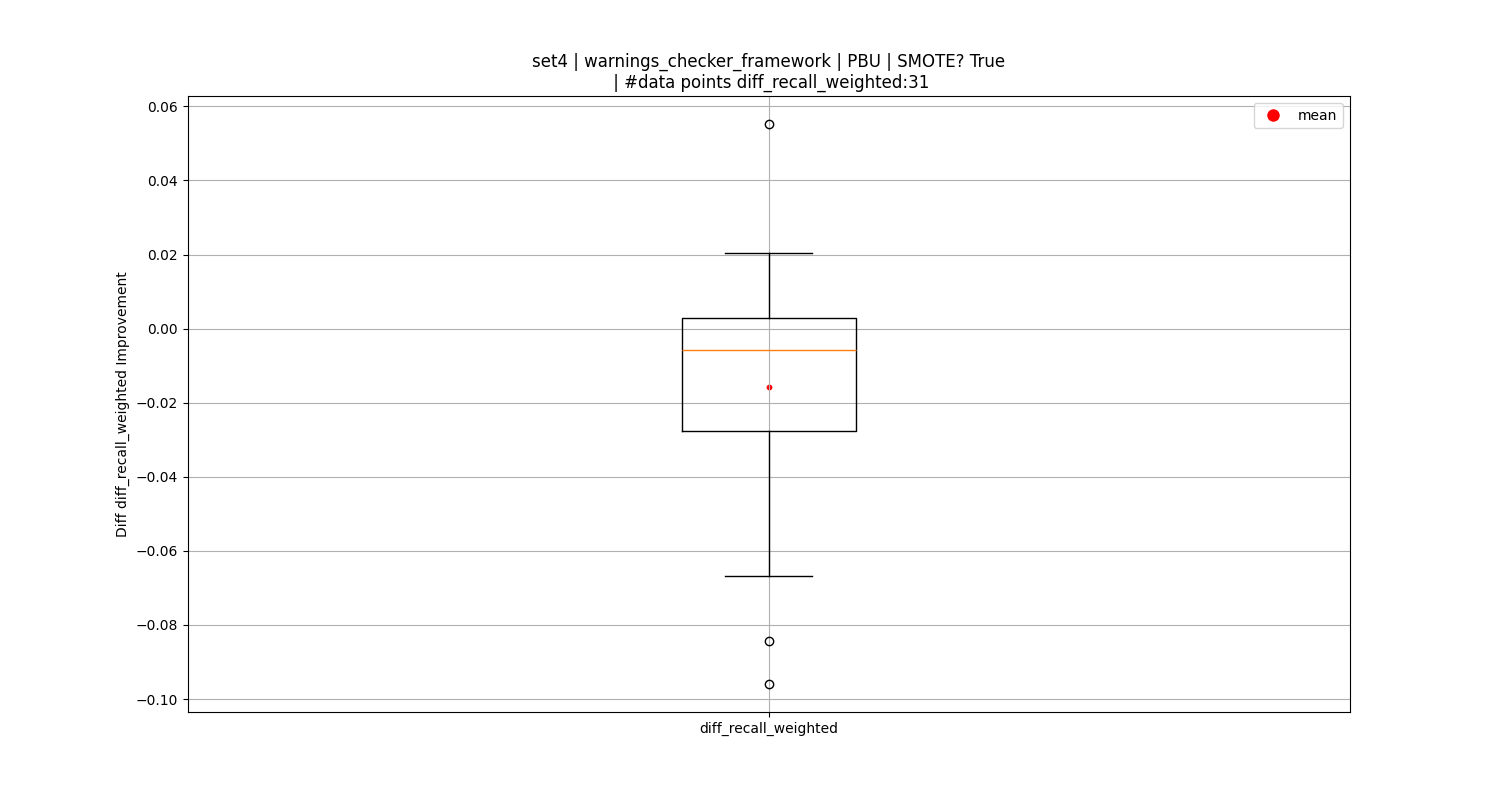 set4 | warnings_checker_framework | PBU | SMOTE? True
| #data points diff_recall_weighted:31
mean
0.06
0.04
0.02
0.00
−0.02
−0.04
−0.06
−0.08
−0.10
Diff diff_recall_weighted Improvement
diff_recall_weighted